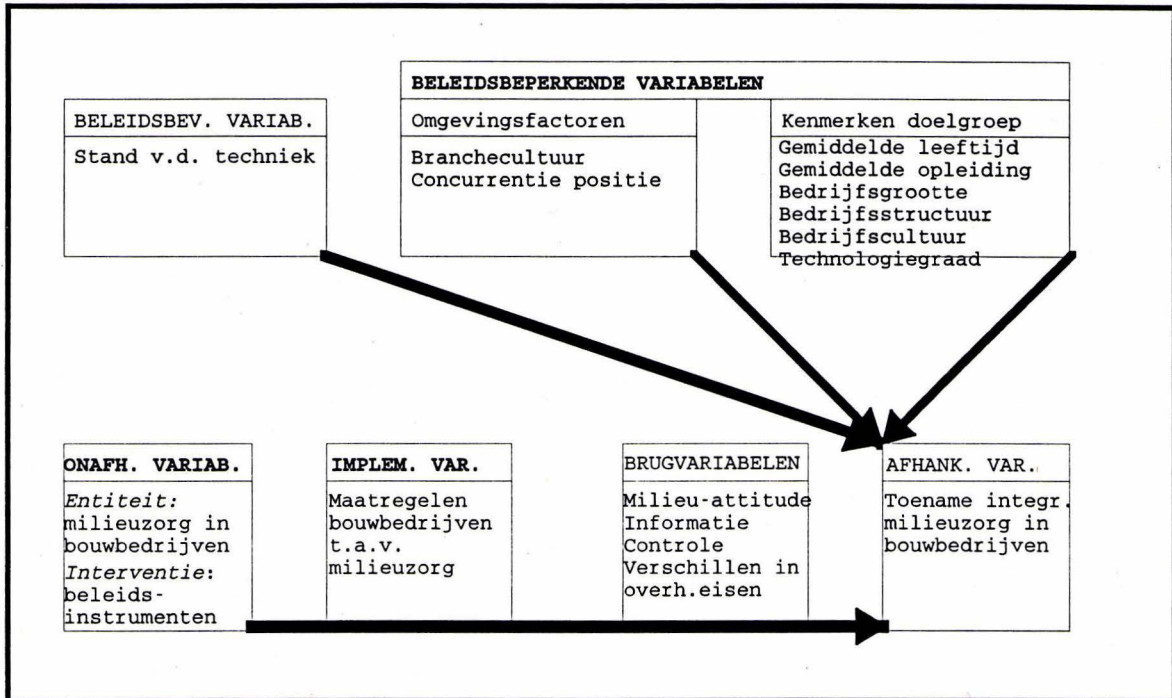 BELEIDSBEV. VARIAB.
Stand v.d. techniek
BELEIDSBEPERKENDE VARIABELEN
Omgevingsfactoren
Branchecultuur
Concurrentie positie
Kenmerken doelgroep
Gemiddelde leeftijd
Gemiddelde opleiding
Bedrijfsgrootte
Bedrijfsstructuur
Bedrijfscultuur
Technologiegraad
ONAFH. VARIAB.
Entiteit:
milieuzorg in
bouwbedrijven
Interventie:
beleids-
instrumenten
IMPLEM. VAR.
Maatregelen
bouwbedrijven
t.a.v.
milieuzorg
BRUGVARIABELEN
Milieu-attitude
Informatie
Controle
Verschillen in
overh.eisen
AFHANK. VAR.
Toename integr.
milieuzorg in
bouwbedrijven